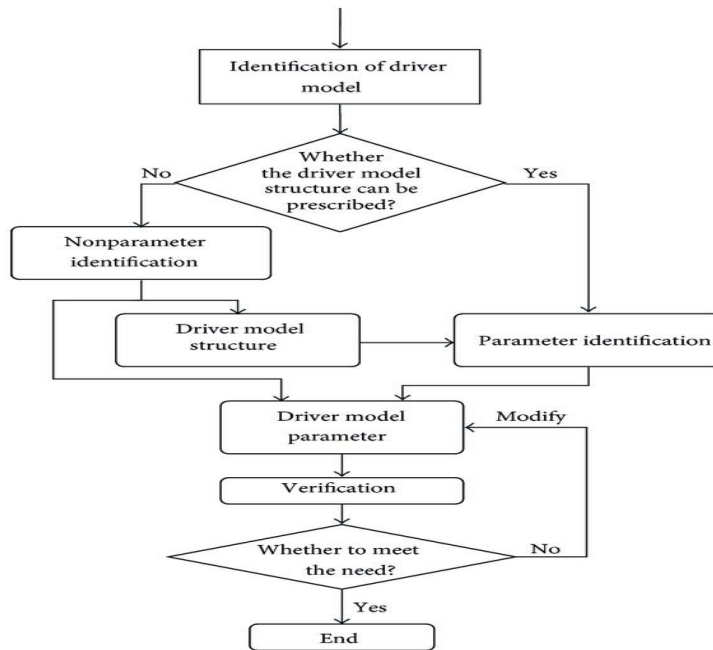 Identification of driver
model
Whether
the driver model
structure can be
prescribed?
No
Yes
Nonparameter
identification
Driver model
structure
Parameter identification
Driver model
parameter
Modify
Verification
Whether to meet
the need?
No
Yes
End